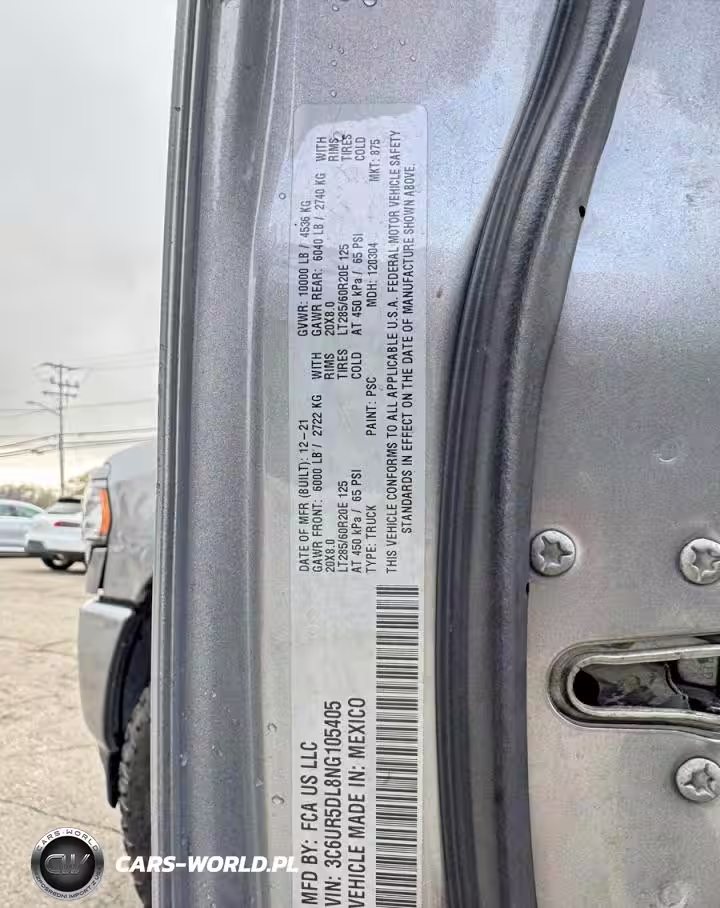 MFD BY: FCA US LLC
VIN: 3C6UR5DL8NG105405
VEHICLE MADE IN: MEXICO
DATE OF MFR (BUILT): 12-21 GVWR: 10000 LB / 4536 KG
GAWR FRONT: 6000 LB / 2722 KG WITH GAWR REAR: 6040 LB / 2740 KG WITH
20X8.0 RIMS 20X8.0 RIMS
LT285/60R20E 125 TIRES LT285/60R20E 125 TIRES
AT 450 kPa / 65 PSI COLD AT 450 kPa / 65 PSI COLD
TYPE: TRUCK PAINT: PSC MDH: 120304 MKT: 875
THIS VEHICLE CONFORMS TO ALL APPLICABLE U.S.A. FEDERAL MOTOR VEHICLE SAFETY
STANDARDS IN EFFECT ON THE DATE OF MANUFACTURE SHOWN ABOVE.
CARS-WORLD
CW
CARS-WORLD.PL